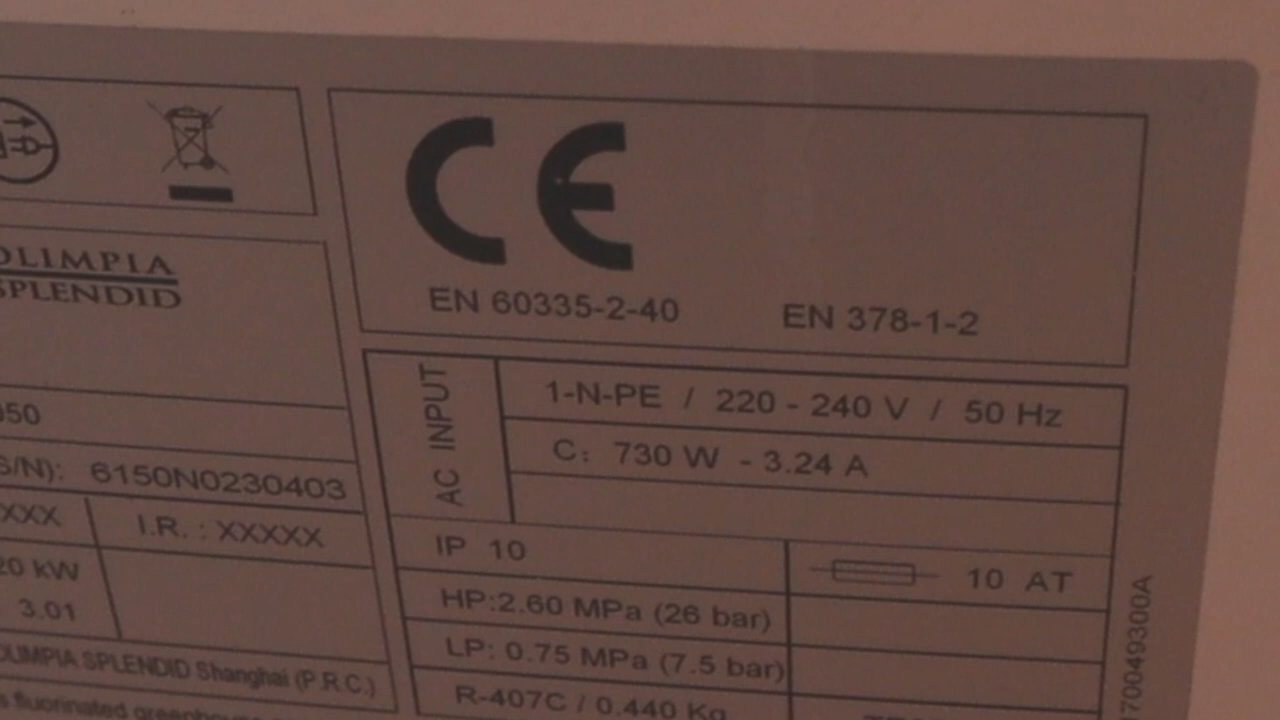 CE
EN 60335-2-40 EN 378-1-2
OLIMPIA
SPLENDID
050
S/N): 6150N0230403
XXX I.R. : XXXXX
20 kW
3.01
OLIMPIA SPLENDID Shanghai (P.R.C.)
fluorinated
AC INPUT
1-N-PE / 220 - 240 V / 50 Hz
C: 730 W - 3.24 A
IP 10
10 AT
HP:2.60 MPa (26 bar)
LP: 0.75 MPa (7.5 bar)
R-407C / 0.440 Kg
70049300A